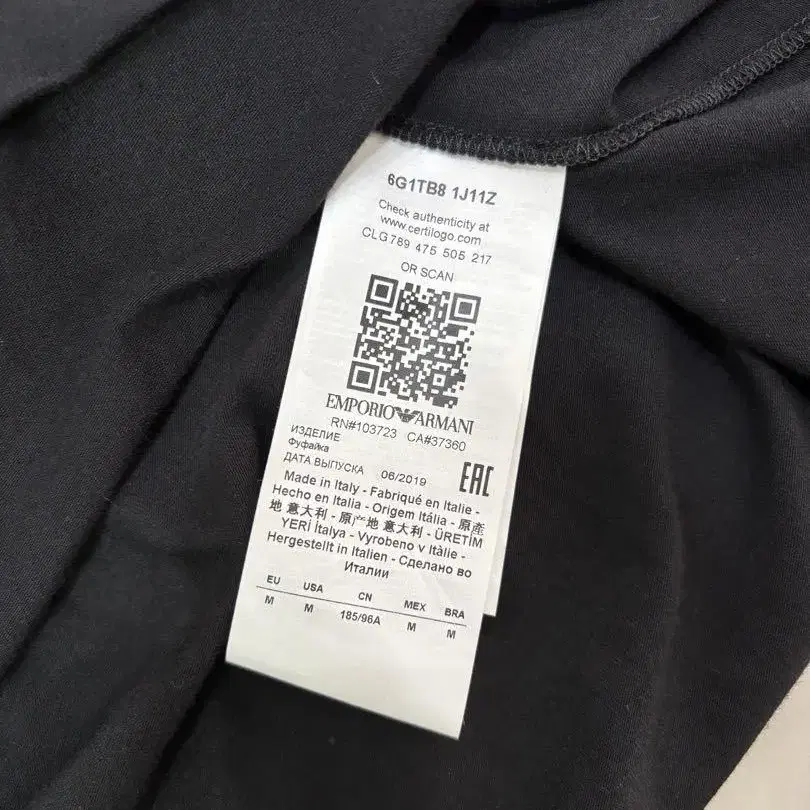 6G1TB8 1J11Z
Check authenticity at
www.certilogo.com
CLG 789 475 505 217
OR SCAN
EMPORIO ARMANI
RN#103723 CA#37360
ИЗДЕЛИЕ
Фуфайка
ДАТА ВЫПУСКА 06/2019
EAC
Made in Italy - Fabriqué en Italie -
Hecho en Italia - Origem Itália - 原產
地 意大利 - 原产地 意大利 - ÜRETİM
YERİ İtalya - Vyrobeno v Itàlie -
Hergestellt in Italien - Сделано во
Италии
EU USA CN MEX BRA
M M 185/96A M M